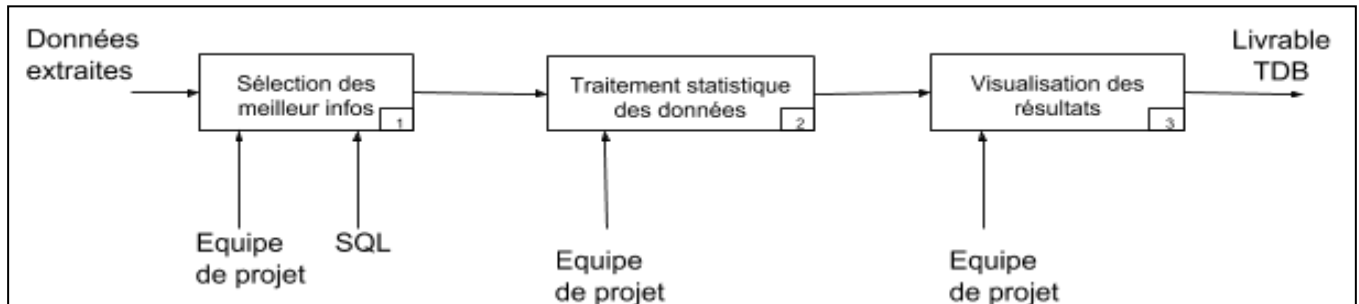 Données
extraites
Sélection des
meilleur infos
1
Traitement statistique
des données
2
Visualisation des
résultats
3
Livrable
TDB
Equipe
de projet
SQL
Equipe
de projet
Equipe
de projet